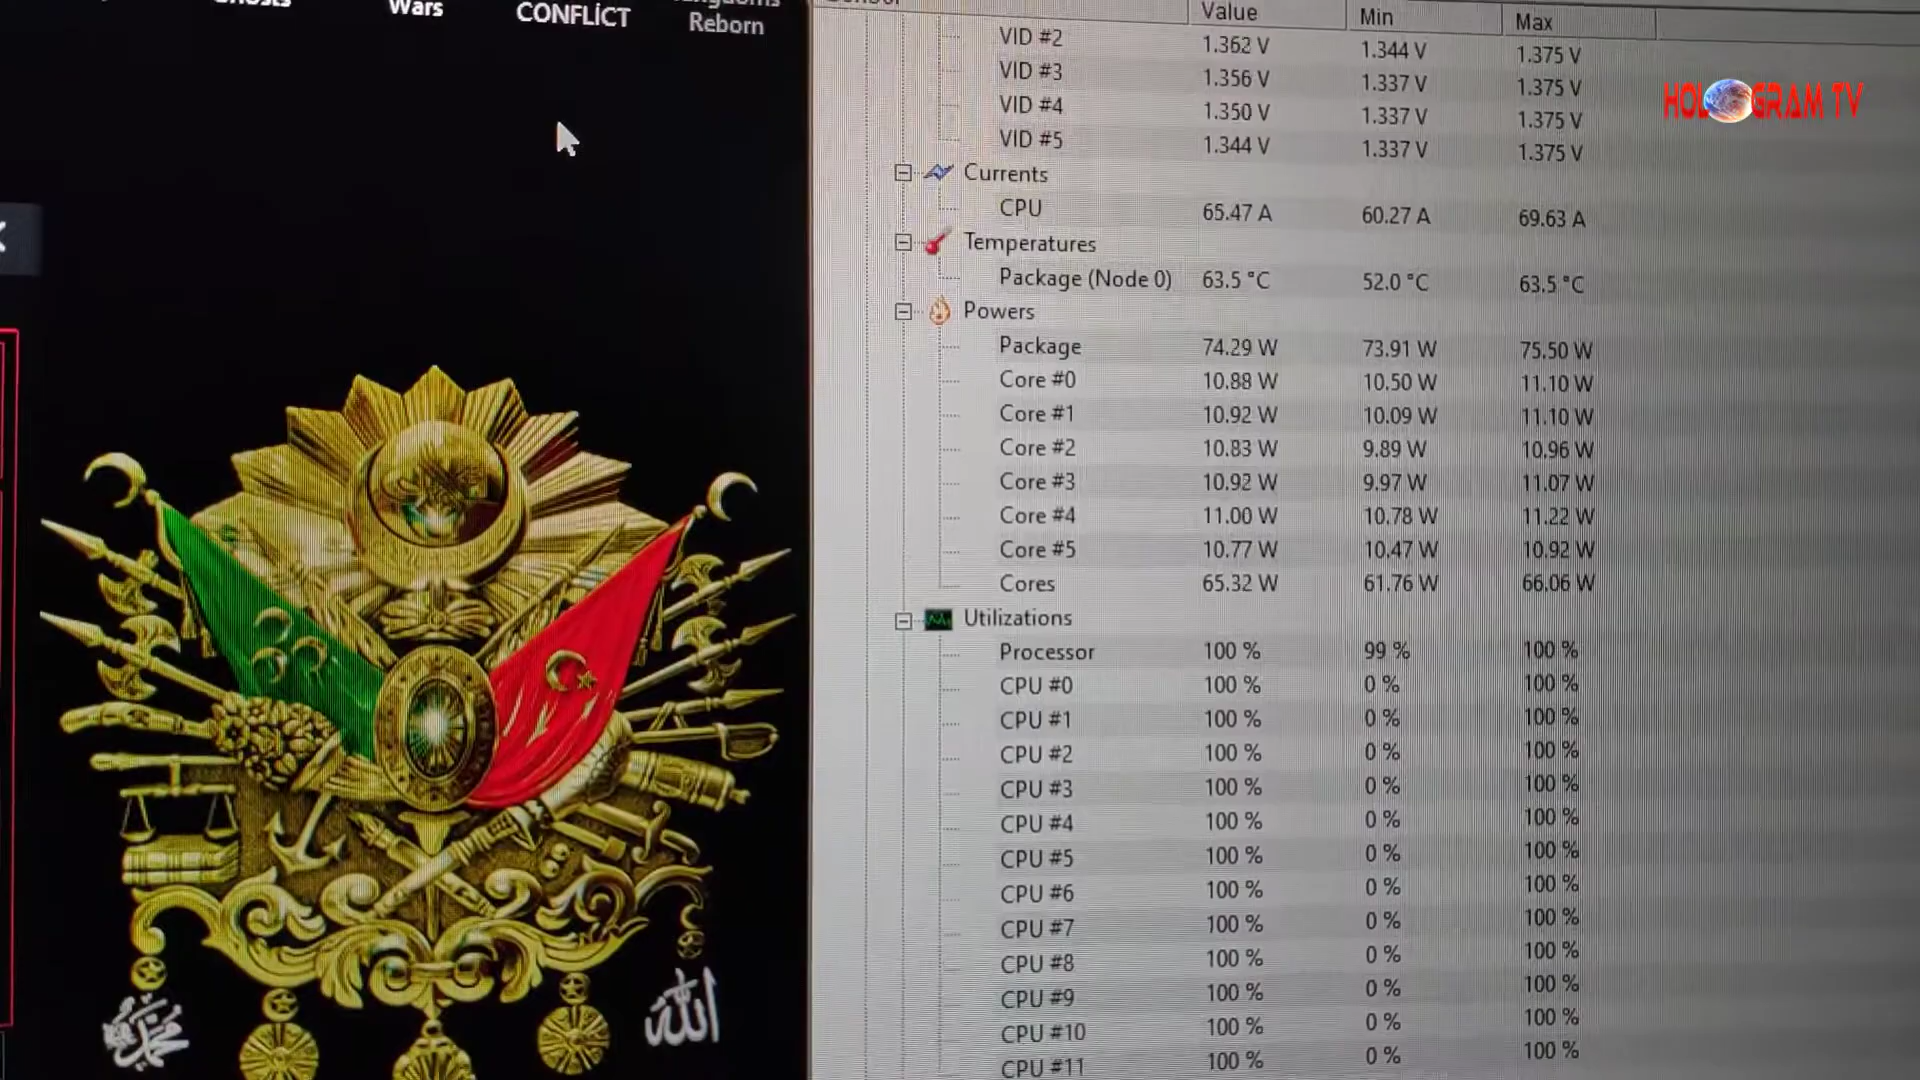 Wars
CONFLİCT
Reborn
Value Min Max
VID #2 1.362 V 1.344 V 1.375 V
VID #3 1.356 V 1.337 V 1.375 V
VID #4 1.350 V 1.337 V 1.375 V
VID #5 1.344 V 1.337 V 1.375 V
HOLOGRAM TV
Currents
CPU 65.47 A 60.27 A 69.63 A
Temperatures
Package (Node 0) 63.5 °C 52.0 °C 63.5 °C
Powers
Package 74.29 W 73.91 W 75.50 W
Core #0 10.88 W 10.50 W 11.10 W
Core #1 10.92 W 10.09 W 11.10 W
Core #2 10.83 W 9.89 W 10.96 W
Core #3 10.92 W 9.97 W 11.07 W
Core #4 11.00 W 10.78 W 11.22 W
Core #5 10.77 W 10.47 W 10.92 W
Cores 65.32 W 61.76 W 66.06 W
Utilizations
Processor 100 % 99 % 100 %
CPU #0 100 % 0 % 100 %
CPU #1 100 % 0 % 100 %
CPU #2 100 % 0 % 100 %
CPU #3 100 % 0 % 100 %
CPU #4 100 % 0 % 100 %
CPU #5 100 % 0 % 100 %
CPU #6 100 % 0 % 100 %
CPU #7 100 % 0 % 100 %
CPU #8 100 % 0 % 100 %
CPU #9 100 % 0 % 100 %
CPU #10 100 % 0 % 100 %
CPU #11 100 % 0 % 100 %
محمد
الله